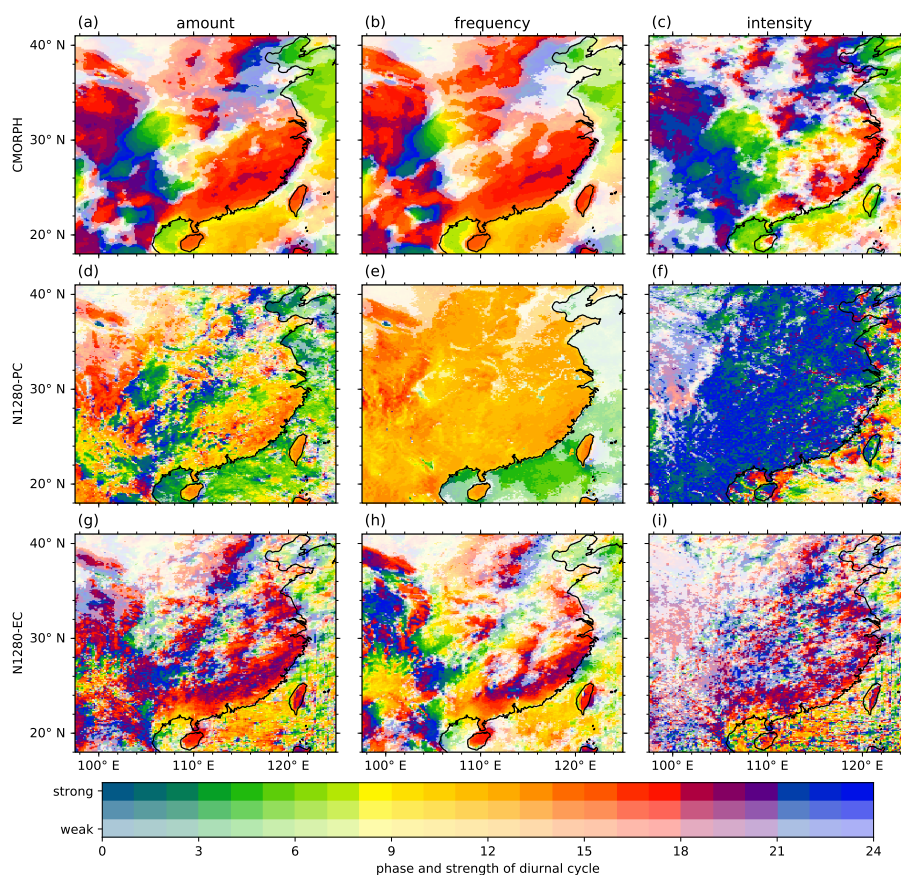 (a) amount (b) frequency (c) intensity
40° N
30° N
20° N
CMORPH
(d) (e) (f)
40° N
30° N
20° N
N1280-PC
(g) (h) (i)
40° N
30° N
20° N
N1280-EC
100° E 110° E 120° E 100° E 110° E 120° E 100° E 110° E 120° E
strong
weak
0 3 6 9 12 15 18 21 24
phase and strength of diurnal cycle